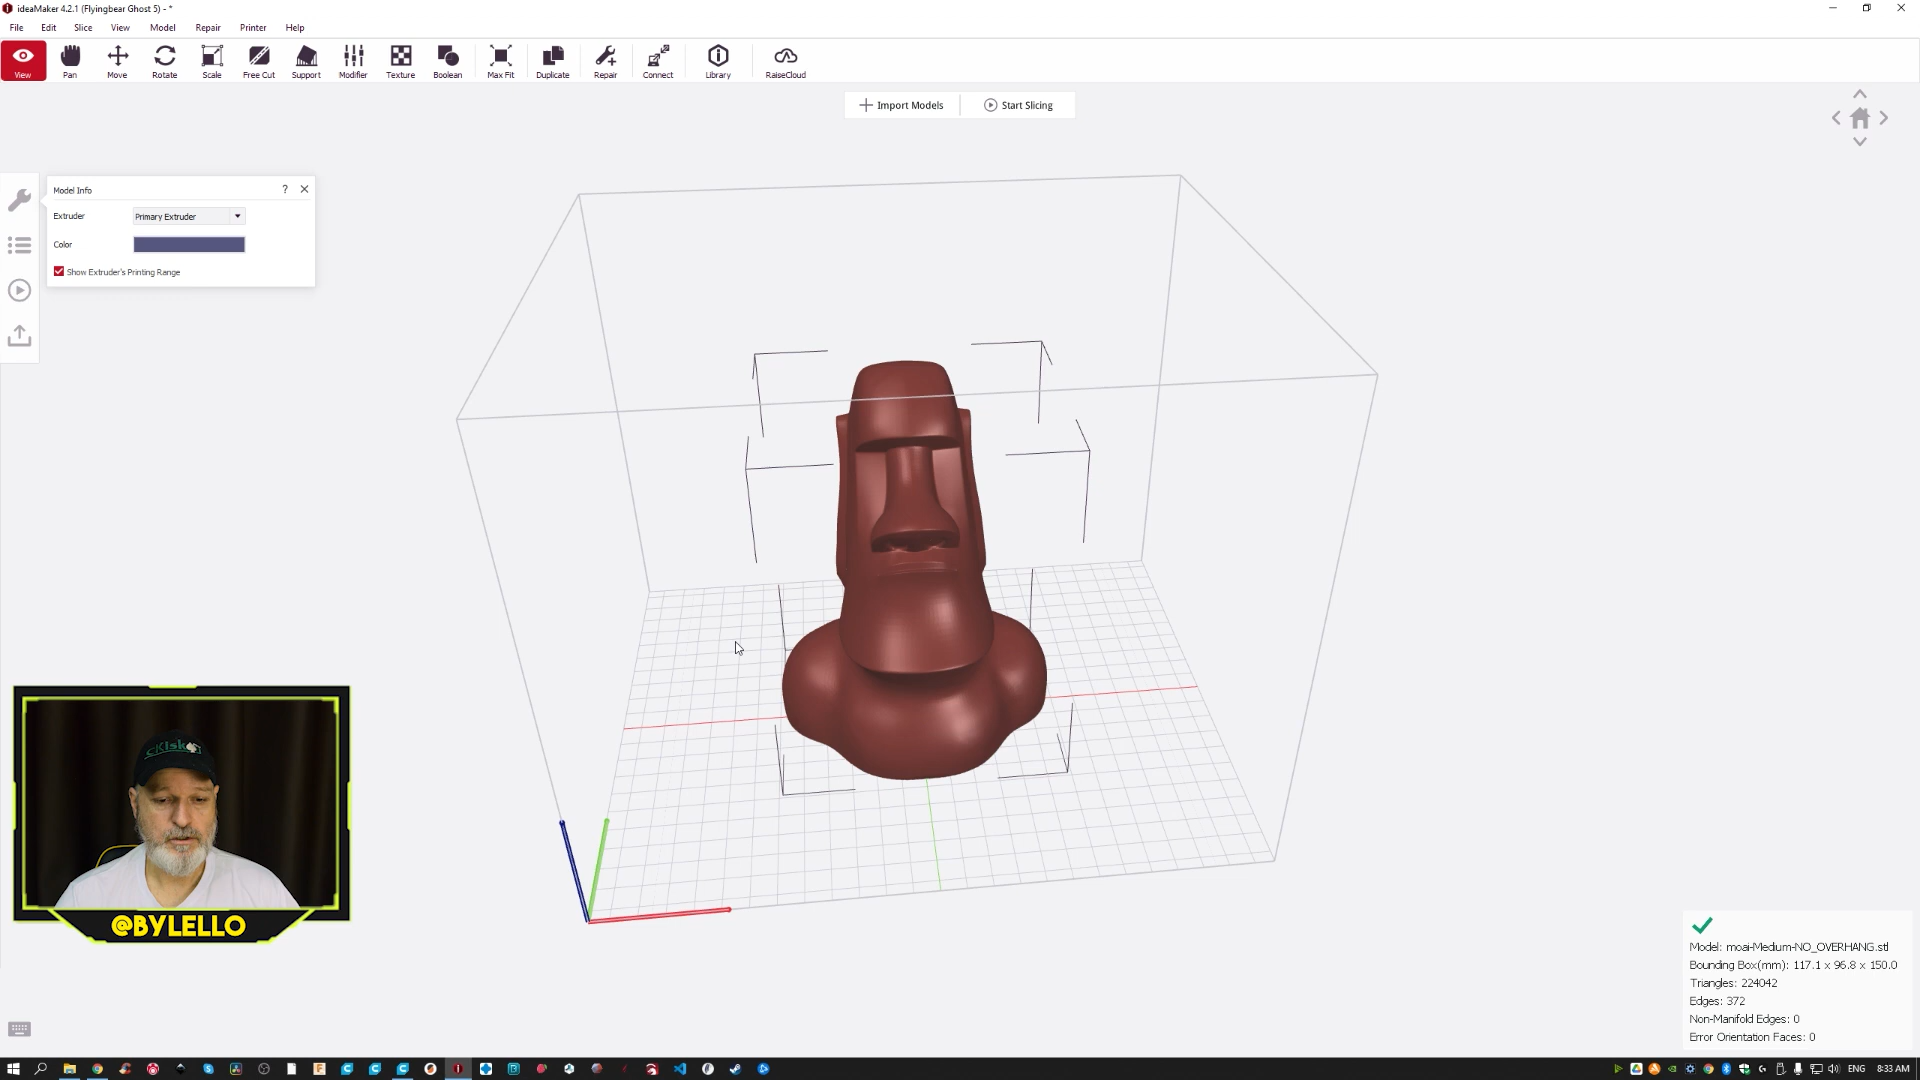 ideaMaker 4.2.1 (Flyingbear Ghost 5) - *
File Edit Slice View Model Repair Printer Help
View Pan Move Rotate Scale Free Cut Support Modifier Texture Boolean Max Fit Duplicate Repair Connect Library RaiseCloud
Import Models Start Slicing
Model Info ?
Extruder Primary Extruder
Color
Show Extruder's Printing Range
@BYLELLO
Model: moai-Medium-NO_OVERHANG.stl
Bounding Box(mm): 117.1 x 96.8 x 150.0
Triangles: 224042
Edges: 372
Non-Manifold Edges: 0
Error Orientation Faces: 0
ENG 8:33 AM